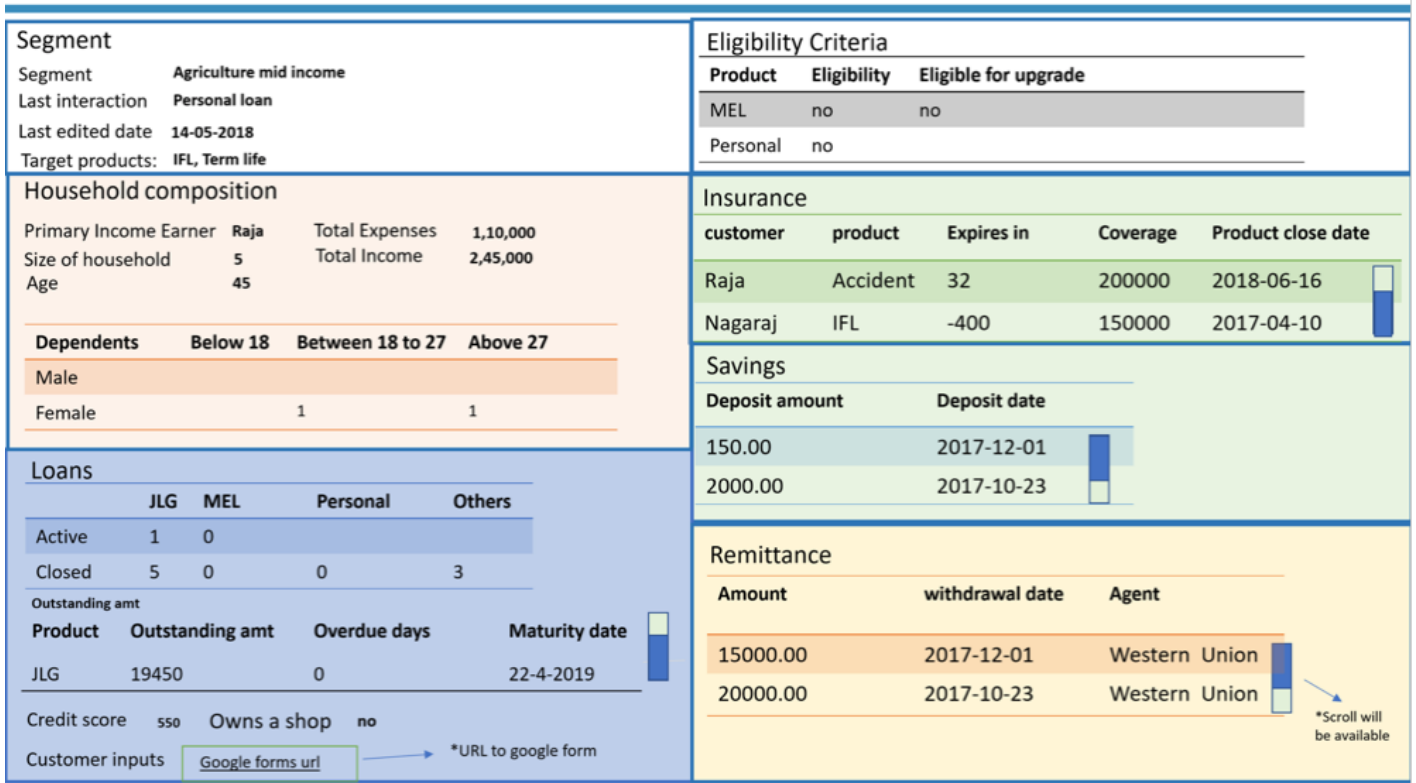 Segment
Segment Agriculture mid income
Last interaction Personal loan
Last edited date 14-05-2018
Target products: IFL, Term life
Eligibility Criteria
Product Eligibility Eligible for upgrade
MEL no no
Personal no
Household composition
Primary Income Earner Raja Total Expenses 1,10,000
Size of household 5 Total Income 2,45,000
Age 45
Dependents Below 18 Between 18 to 27 Above 27
Male
Female 1 1
Insurance
customer product Expires in Coverage Product close date
Raja Accident 32 200000 2018-06-16
Nagaraj IFL -400 150000 2017-04-10
Savings
Deposit amount Deposit date
150.00 2017-12-01
2000.00 2017-10-23
Loans
JLG MEL Personal Others
Active 1 0
Closed 5 0 0 3
Outstanding amt
Product Outstanding amt Overdue days Maturity date
JLG 19450 0 22-4-2019
Credit score 550 Owns a shop no
Customer inputs Google forms url *URL to google form
Remittance
Amount withdrawal date Agent
15000.00 2017-12-01 Western Union
20000.00 2017-10-23 Western Union
*Scroll will
be available